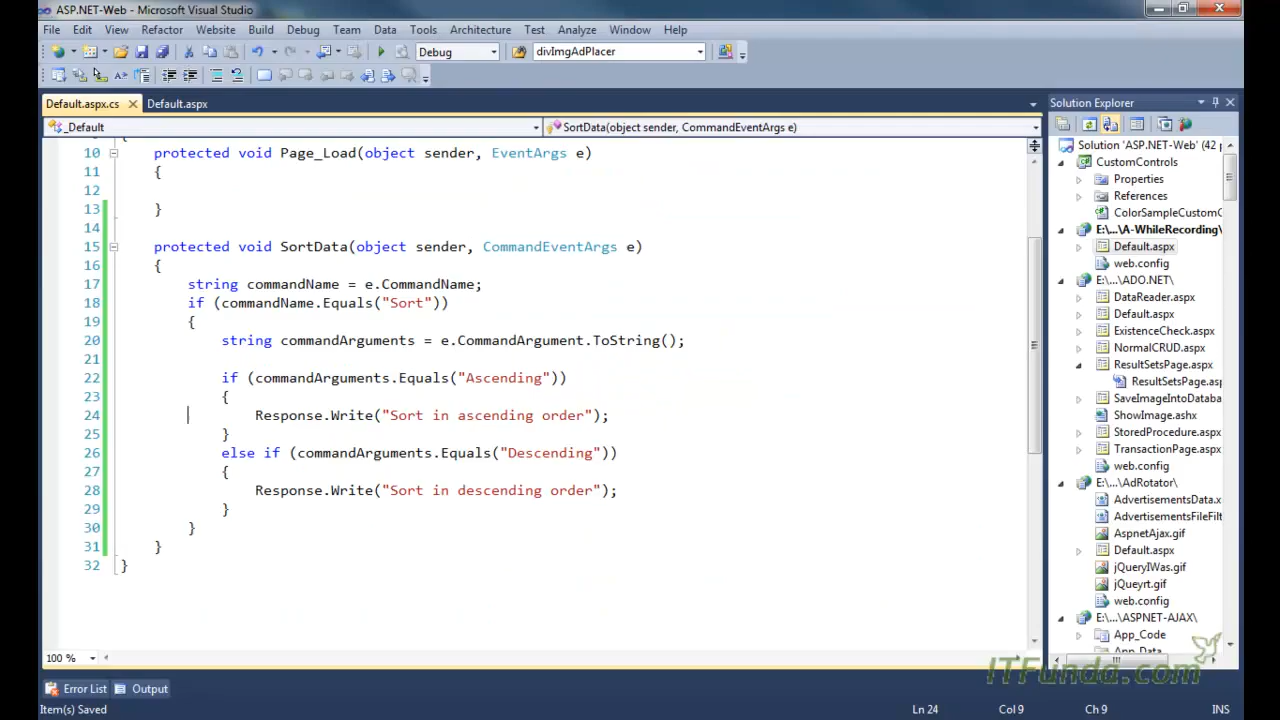 ASP.NET-Web - Microsoft Visual Studio
File Edit View Refactor Website Build Debug Team Data Tools Architecture Test Analyze Window Help
Debug divImgAdPlacer
Default.aspx.cs Default.aspx
_Default SortData(object sender, CommandEventArgs e)
10 protected void Page_Load(object sender, EventArgs e)
11 {
12
13 }
14
15 protected void SortData(object sender, CommandEventArgs e)
16 {
17 string commandName = e.CommandName;
18 if (commandName.Equals("Sort"))
19 {
20 string commandArguments = e.CommandArgument.ToString();
21
22 if (commandArguments.Equals("Ascending"))
23 {
24 Response.Write("Sort in ascending order");
25 }
26 else if (commandArguments.Equals("Descending"))
27 {
28 Response.Write("Sort in descending order");
29 }
30 }
31 }
32 }
100 %
Solution Explorer
Solution 'ASP.NET-Web' (42 p
CustomControls
Properties
References
ColorSampleCustomC
E:\...\A-WhileRecording\
Default.aspx
web.config
E:\...\ADO.NET\
DataReader.aspx
Default.aspx
ExistenceCheck.aspx
NormalCRUD.aspx
ResultSetsPage.aspx
ResultSetsPage.asp
SaveImageIntoDataba
ShowImage.ashx
StoredProcedure.aspx
TransactionPage.aspx
web.config
E:\...\AdRotator\
AdvertisementsData.x
AdvertisementsFileFilt
AspnetAjax.gif
Default.aspx
jQueryIWas.gif
jQueyrt.gif
web.config
E:\...\ASPNET-AJAX\
App_Code
App_Data
ITFunda.com
Error List Output
Item(s) Saved Ln 24 Col 9 Ch 9 INS